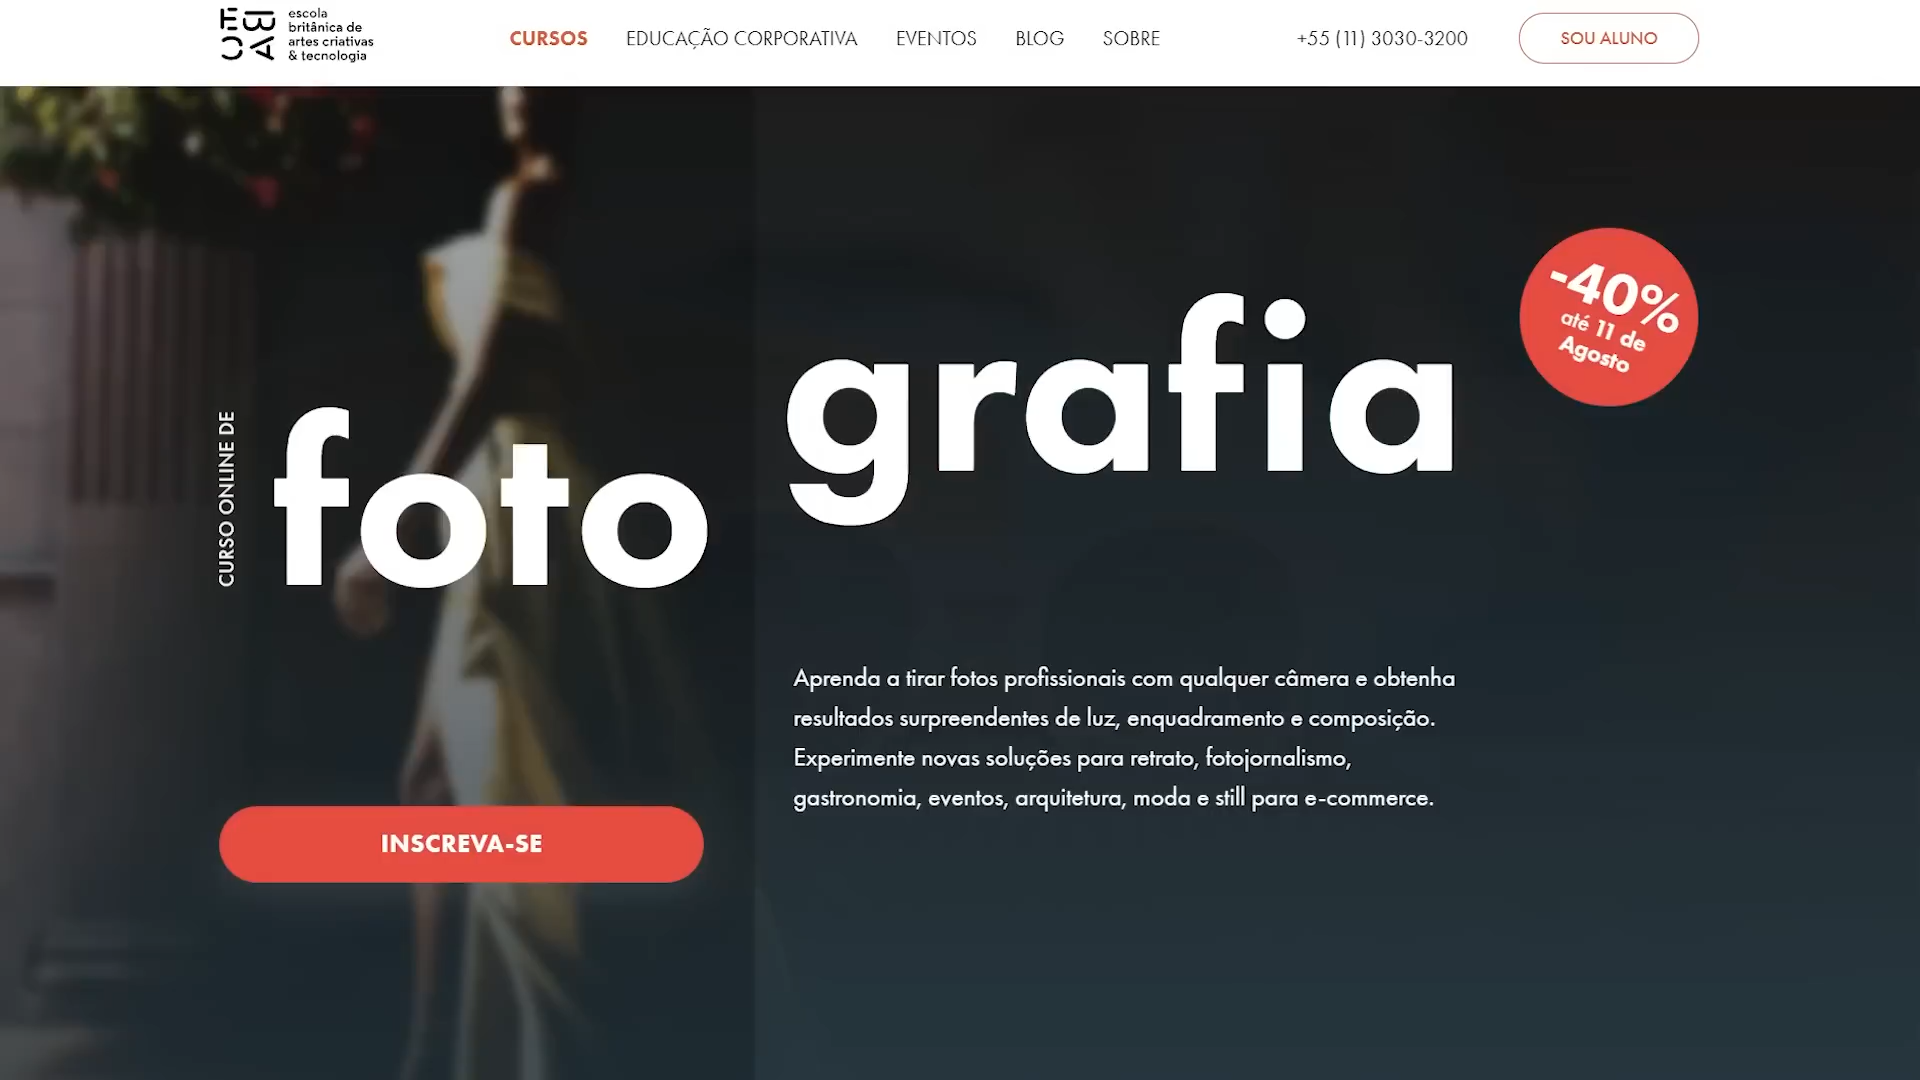 EBAC
escola
britânica de
artes criativas
& tecnologia
CURSOS
EDUCAÇÃO CORPORATIVA
EVENTOS
BLOG
SOBRE
+55 (11) 3030-3200
SOU ALUNO
-40%
até 11 de
Agosto
CURSO ONLINE DE
foto
grafia
Aprenda a tirar fotos profissionais com qualquer câmera e obtenha
resultados surpreendentes de luz, enquadramento e composição.
Experimente novas soluções para retrato, fotojornalismo,
gastronomia, eventos, arquitetura, moda e still para e-commerce.
INSCREVA-SE